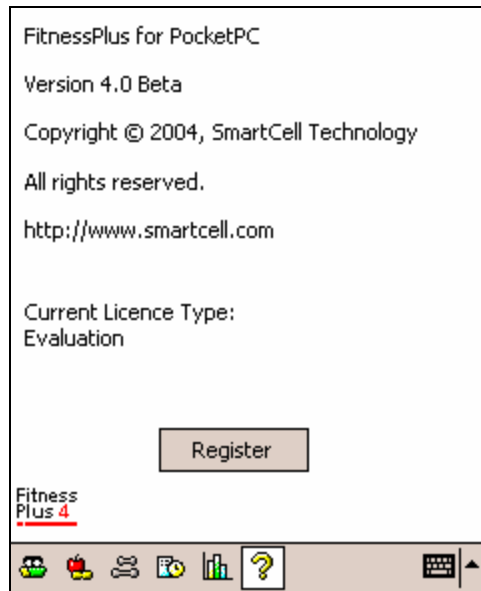 FitnessPlus for PocketPC
Version 4.0 Beta
Copyright © 2004, SmartCell Technology
All rights reserved.
http://www.smartcell.com
Current Licence Type:
Evaluation
Register
Fitness
Plus 4
?